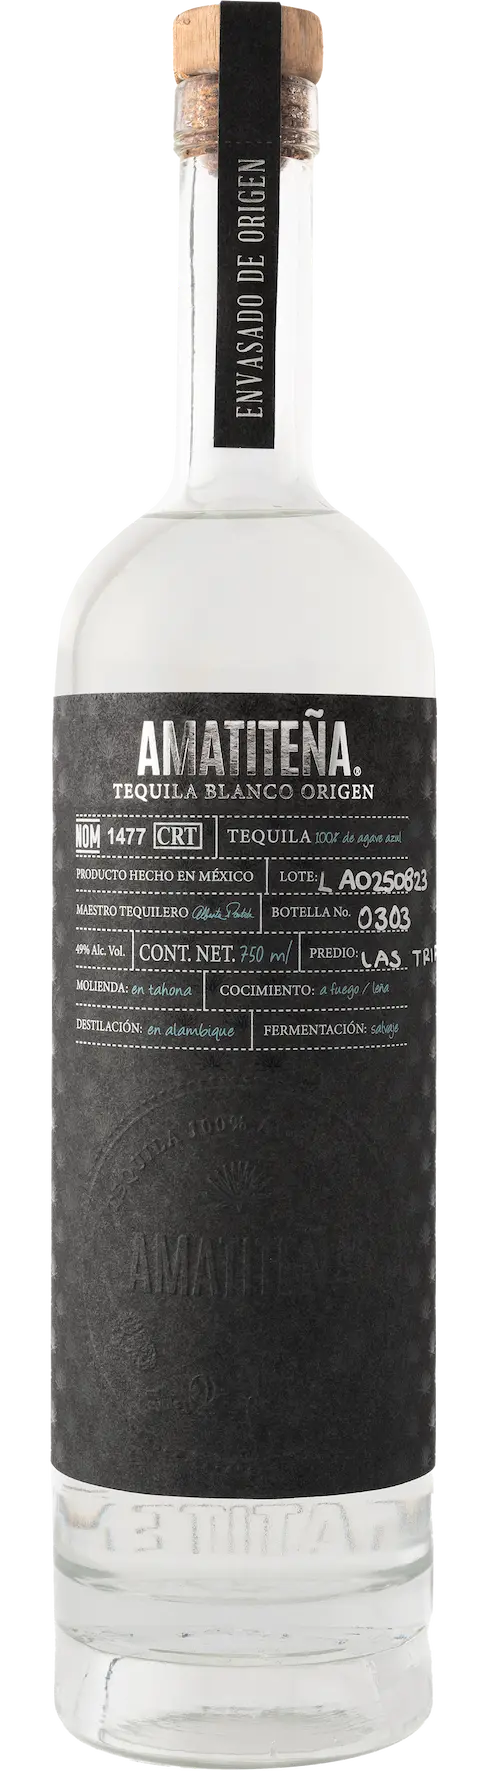 ENVASADO DE ORIGEN
AMATITEÑA®
TEQUILA BLANCO ORIGEN
NOM 1477 CRT TEQUILA 100% de agave azul
PRODUCTO HECHO EN MÉXICO LOTE: L A0250823
MAESTRO TEQUILERO BOTELLA No. 0303
49% Alc. Vol. CONT. NET. 750 ml PREDIO: LAS
MOLIENDA: en tahona COCIMIENTO: a fuego / leña
DESTILACIÓN: en alambique FERMENTACIÓN: salvaje
TEQUILA 100%
AMATITEÑA